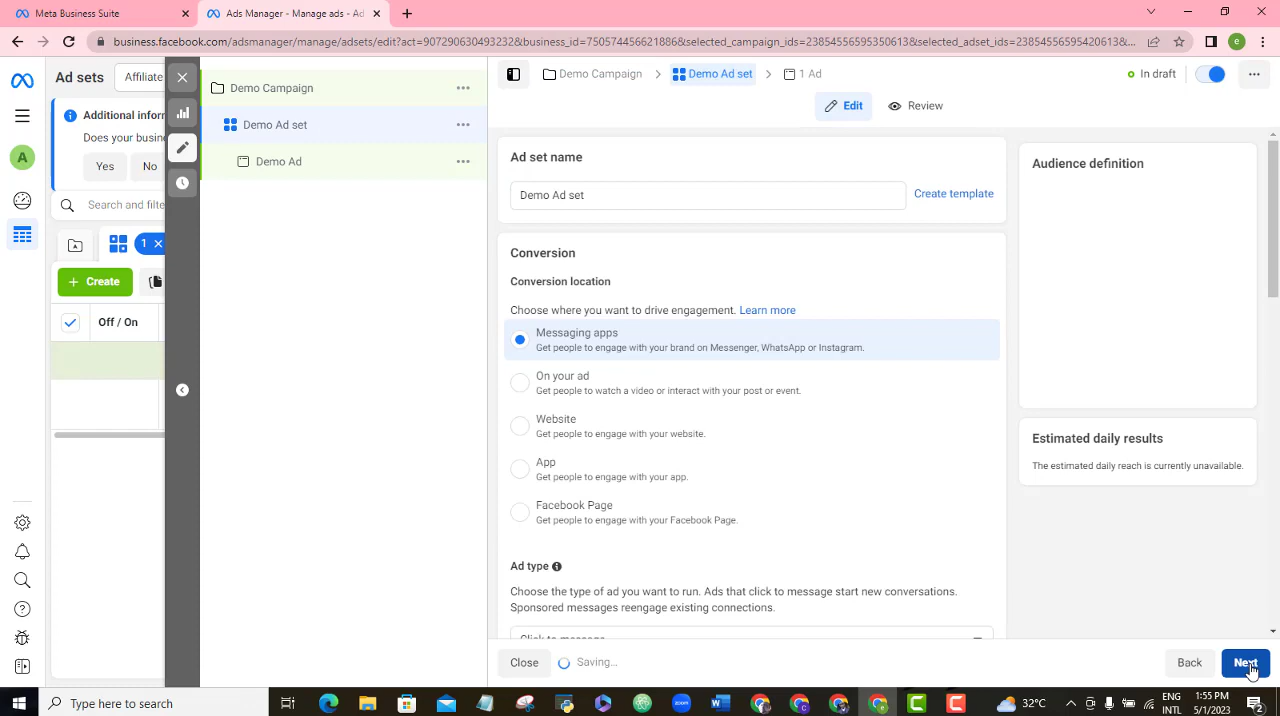 Meta Business Suite
Ads Manager - Manage ads - Ad
business.facebook.com/adsmanager/manage/adsets/edit?act=907290630493232&business_id=705074456221886&selected_campaign_ids=23854556595350613&selected_adset_ids=23854556595420613&...
e
Ad sets
Affiliate
Additional infor
Does your busine
Yes
No
Search and filte
1
Create
Off / On
A
Demo Campaign
Demo Ad set
Demo Ad
Demo Campaign
Demo Ad set
1 Ad
In draft
Edit
Review
Ad set name
Demo Ad set
Create template
Conversion
Conversion location
Choose where you want to drive engagement. Learn more
Messaging apps
Get people to engage with your brand on Messenger, WhatsApp or Instagram.
On your ad
Get people to watch a video or interact with your post or event.
Website
Get people to engage with your website.
App
Get people to engage with your app.
Facebook Page
Get people to engage with your Facebook Page.
Ad type
Choose the type of ad you want to run. Ads that click to message start new conversations.
Sponsored messages reengage existing connections.
Click to message
Audience definition
Estimated daily results
The estimated daily reach is currently unavailable.
Close
Saving...
Back
Next
Type here to search
zoom
32°C
ENG
INTL
1:55 PM
5/1/2023